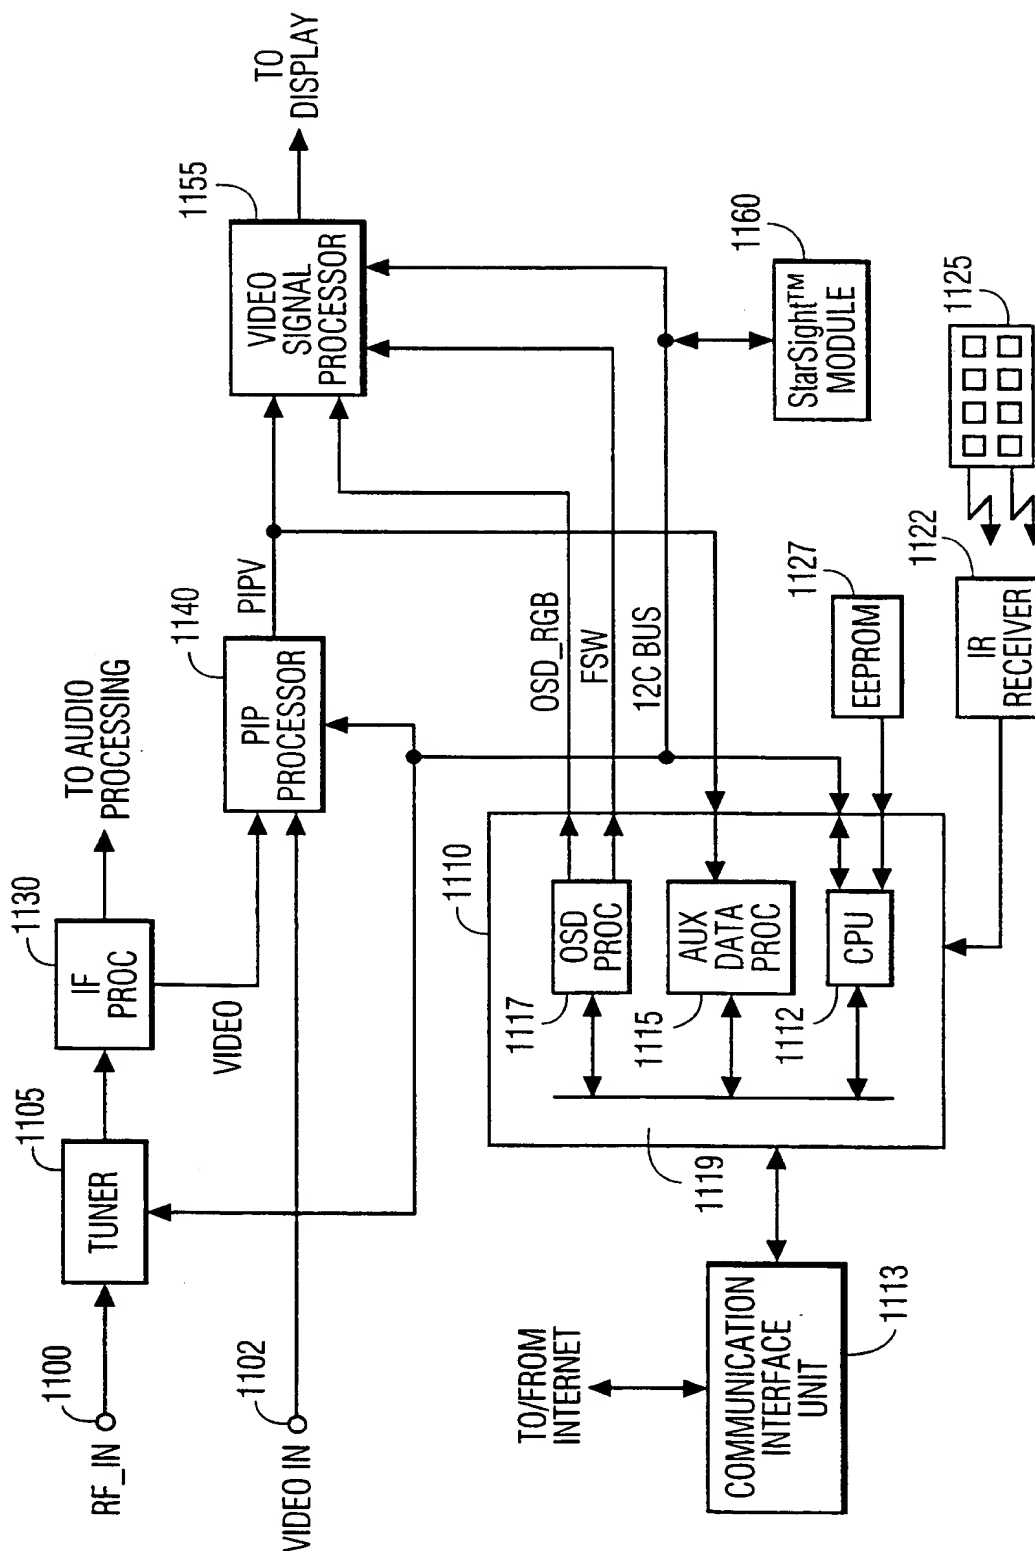 RF_IN
1100
TUNER
1105
IF
PROC
1130
TO AUDIO
PROCESSING
VIDEO
VIDEO IN
1102
PIP
PROCESSOR
1140
PIPV
VIDEO
SIGNAL
PROCESSOR
1155
TO
DISPLAY
OSD_RGB
FSW
12C BUS
1110
OSD
PROC
1117
AUX
DATA
PROC
1115
CPU
1112
1119
TO/FROM
INTERNET
COMMUNICATION
INTERFACE
UNIT
1113
EEPROM
1127
StarSight™
MODULE
1160
IR
RECEIVER
1122
1125